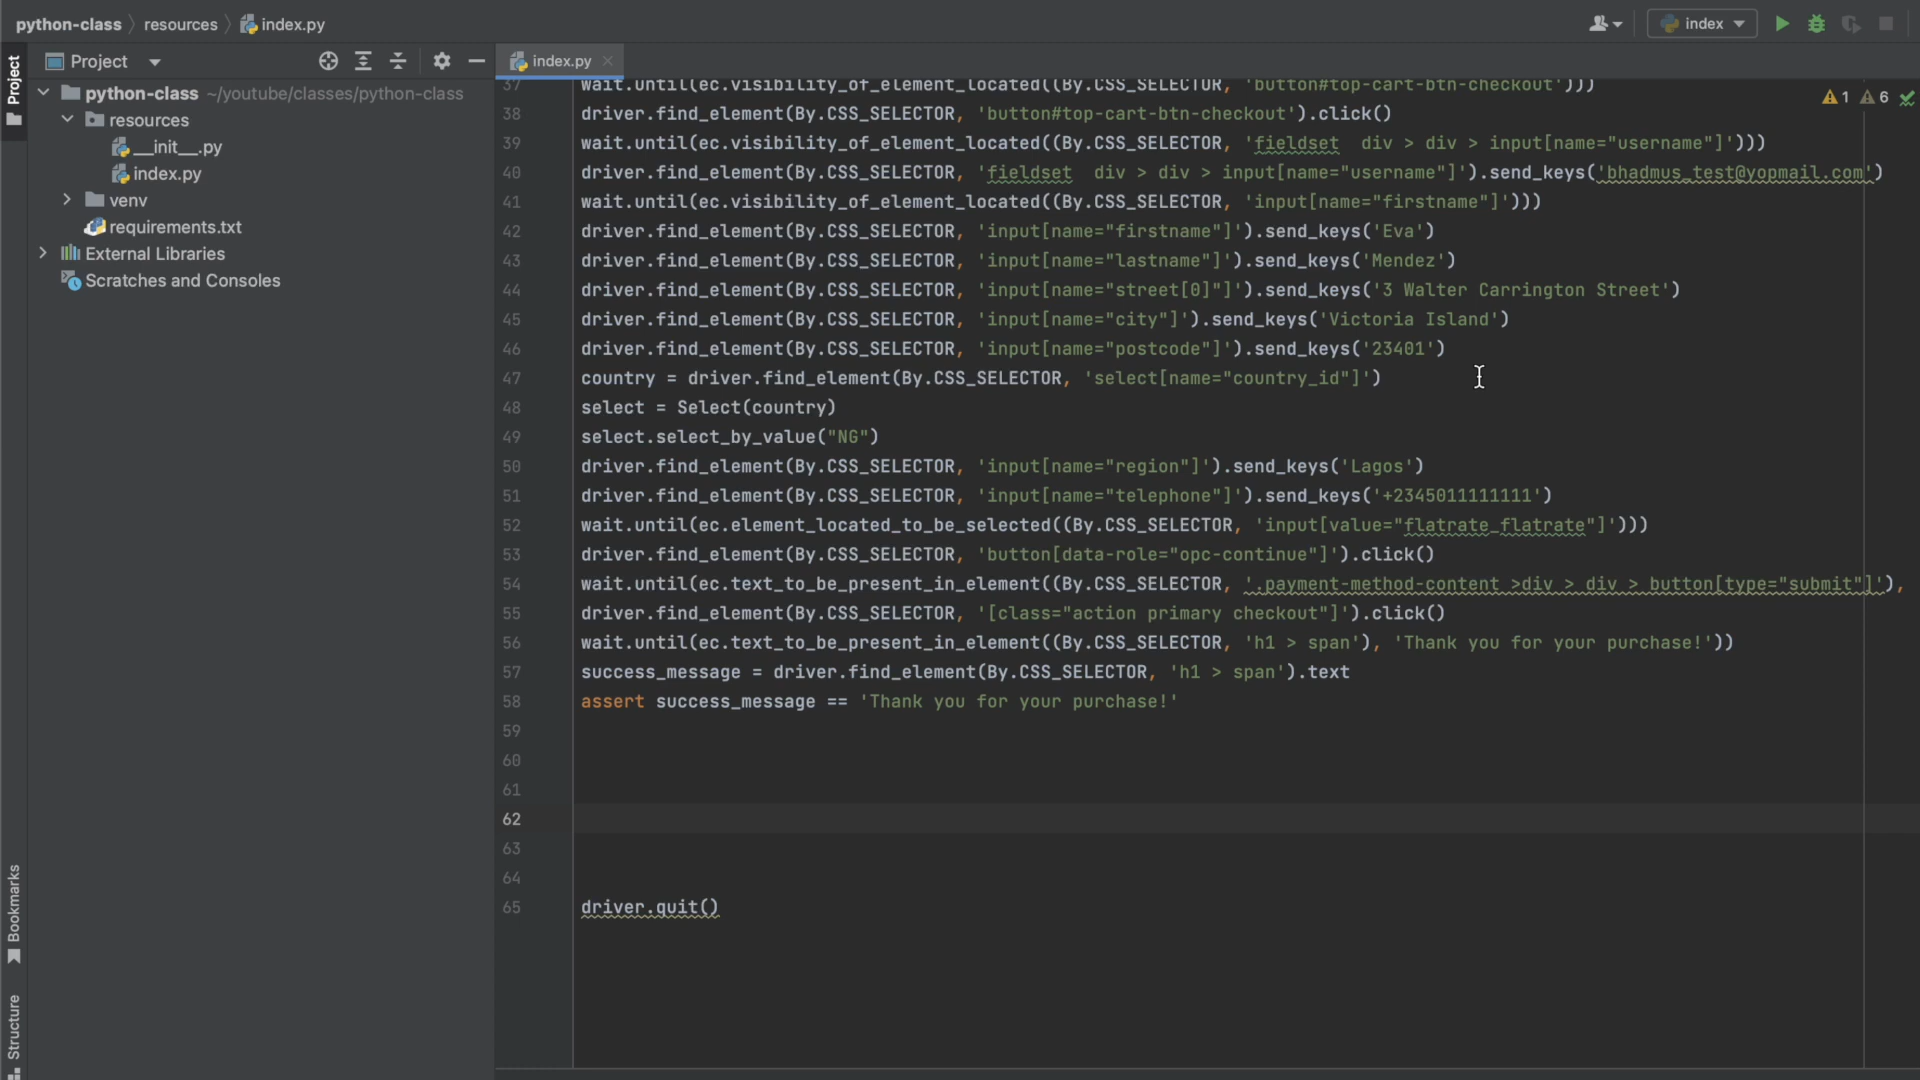 python-class
resources
index.py
index
Project
Project
index.py
python-class ~/youtube/classes/python-class
resources
__init__.py
index.py
venv
requirements.txt
External Libraries
Scratches and Consoles
Bookmarks
Structure
1
6
37 wait.until(ec.visibility_of_element_located((By.CSS_SELECTOR, 'button#top-cart-btn-checkout')))
38 driver.find_element(By.CSS_SELECTOR, 'button#top-cart-btn-checkout').click()
39 wait.until(ec.visibility_of_element_located((By.CSS_SELECTOR, 'fieldset  div > div > input[name="username"]')))
40 driver.find_element(By.CSS_SELECTOR, 'fieldset  div > div > input[name="username"]').send_keys('bhadmus_test@yopmail.com')
41 wait.until(ec.visibility_of_element_located((By.CSS_SELECTOR, 'input[name="firstname"]')))
42 driver.find_element(By.CSS_SELECTOR, 'input[name="firstname"]').send_keys('Eva')
43 driver.find_element(By.CSS_SELECTOR, 'input[name="lastname"]').send_keys('Mendez')
44 driver.find_element(By.CSS_SELECTOR, 'input[name="street[0]"]').send_keys('3 Walter Carrington Street')
45 driver.find_element(By.CSS_SELECTOR, 'input[name="city"]').send_keys('Victoria Island')
46 driver.find_element(By.CSS_SELECTOR, 'input[name="postcode"]').send_keys('23401')
47 country = driver.find_element(By.CSS_SELECTOR, 'select[name="country_id"]')
48 select = Select(country)
49 select.select_by_value("NG")
50 driver.find_element(By.CSS_SELECTOR, 'input[name="region"]').send_keys('Lagos')
51 driver.find_element(By.CSS_SELECTOR, 'input[name="telephone"]').send_keys('+2345011111111')
52 wait.until(ec.element_located_to_be_selected((By.CSS_SELECTOR, 'input[value="flatrate_flatrate"]')))
53 driver.find_element(By.CSS_SELECTOR, 'button[data-role="opc-continue"]').click()
54 wait.until(ec.text_to_be_present_in_element((By.CSS_SELECTOR, '.payment-method-content >div > div > button[type="submit"]'),
55 driver.find_element(By.CSS_SELECTOR, '[class="action primary checkout"]').click()
56 wait.until(ec.text_to_be_present_in_element((By.CSS_SELECTOR, 'h1 > span'), 'Thank you for your purchase!'))
57 success_message = driver.find_element(By.CSS_SELECTOR, 'h1 > span').text
58 assert success_message == 'Thank you for your purchase!'
59
60
61
62
63
64
65 driver.quit()